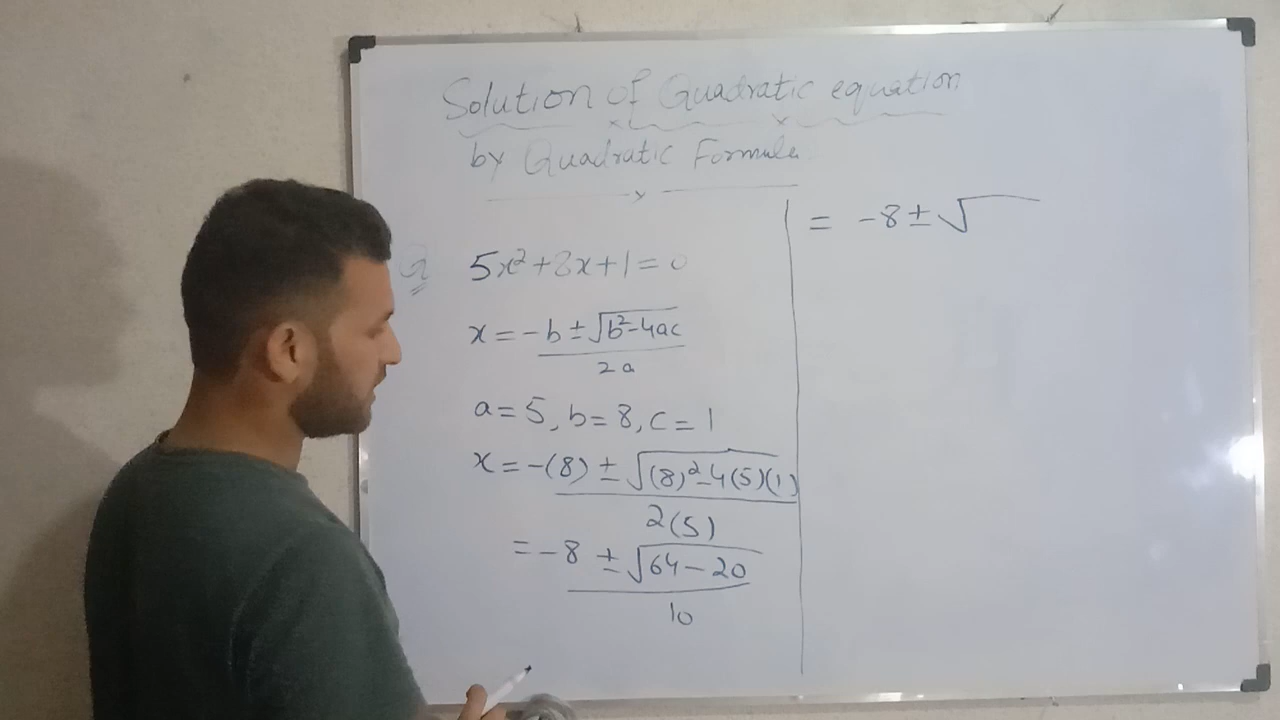 Solution of Quadratic equation
by Quadratic Formula
Q 5x²+8x+1=0
x = -b ± √b²-4ac
2a
a=5, b=8, c=1
x = -(8) ± √(8)²-4(5)(1)
2(5)
= -8 ± √64-20
10
= -8 ± √